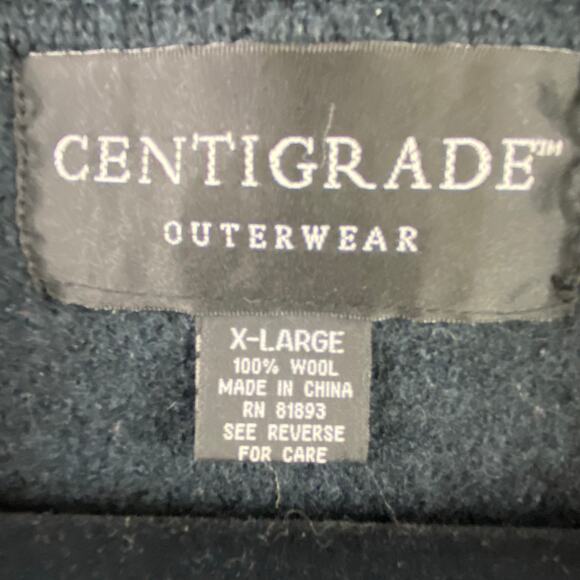 CENTIGRADE™
OUTERWEAR
X-LARGE
100% WOOL
MADE IN CHINA
RN 81893
SEE REVERSE
FOR CARE